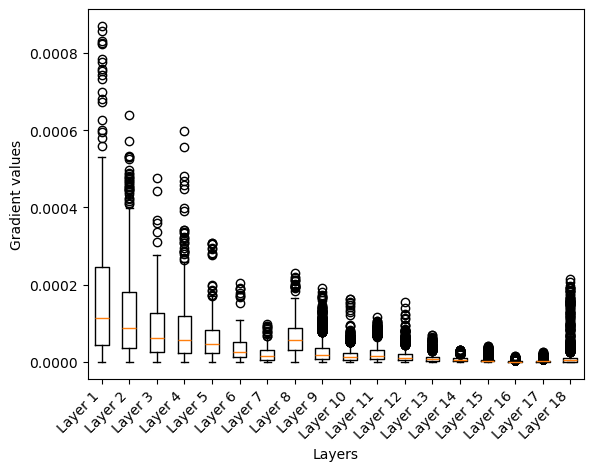 0.0008
0.0006
0.0004
0.0002
0.0000
Gradient values
Layer 1
Layer 2
Layer 3
Layer 4
Layer 5
Layer 6
Layer 7
Layer 8
Layer 9
Layer 10
Layer 11
Layer 12
Layer 13
Layer 14
Layer 15
Layer 16
Layer 17
Layer 18
Layers